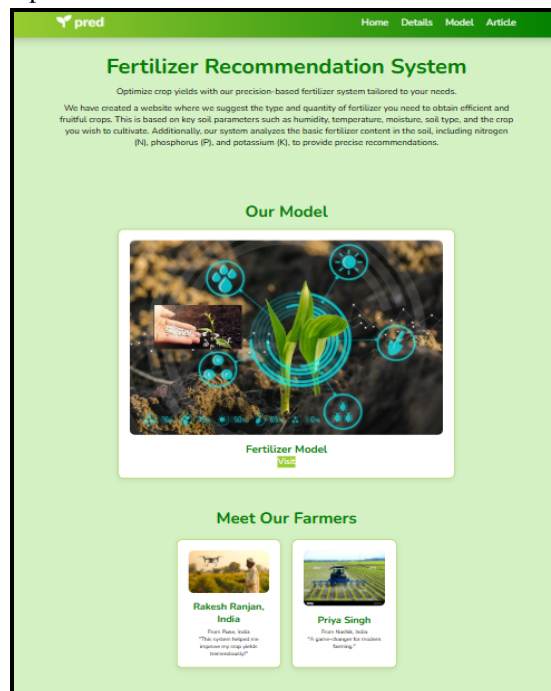 pred
Home Details Model Article
Fertilizer Recommendation System
Optimize crop yields with our precision-based fertilizer system tailored to your needs.
We have created a website where we suggest the type and quantity of fertilizer you need to obtain efficient and
fruitful crops. This is based on key soil parameters such as humidity, temperature, moisture, soil type, and the crop
you wish to cultivate. Additionally, our system analyzes the basic fertilizer content in the soil, including nitrogen
(N), phosphorus (P), and potassium (K), to provide precise recommendations.
Our Model
Fertilizer Model
Visit
Meet Our Farmers
Rakesh Ranjan,
India
From Pune, India
"This system helped me
improve my crop yields
tremendously!"
Priya Singh
From Nashik, India
"A game-changer for modern
farming."